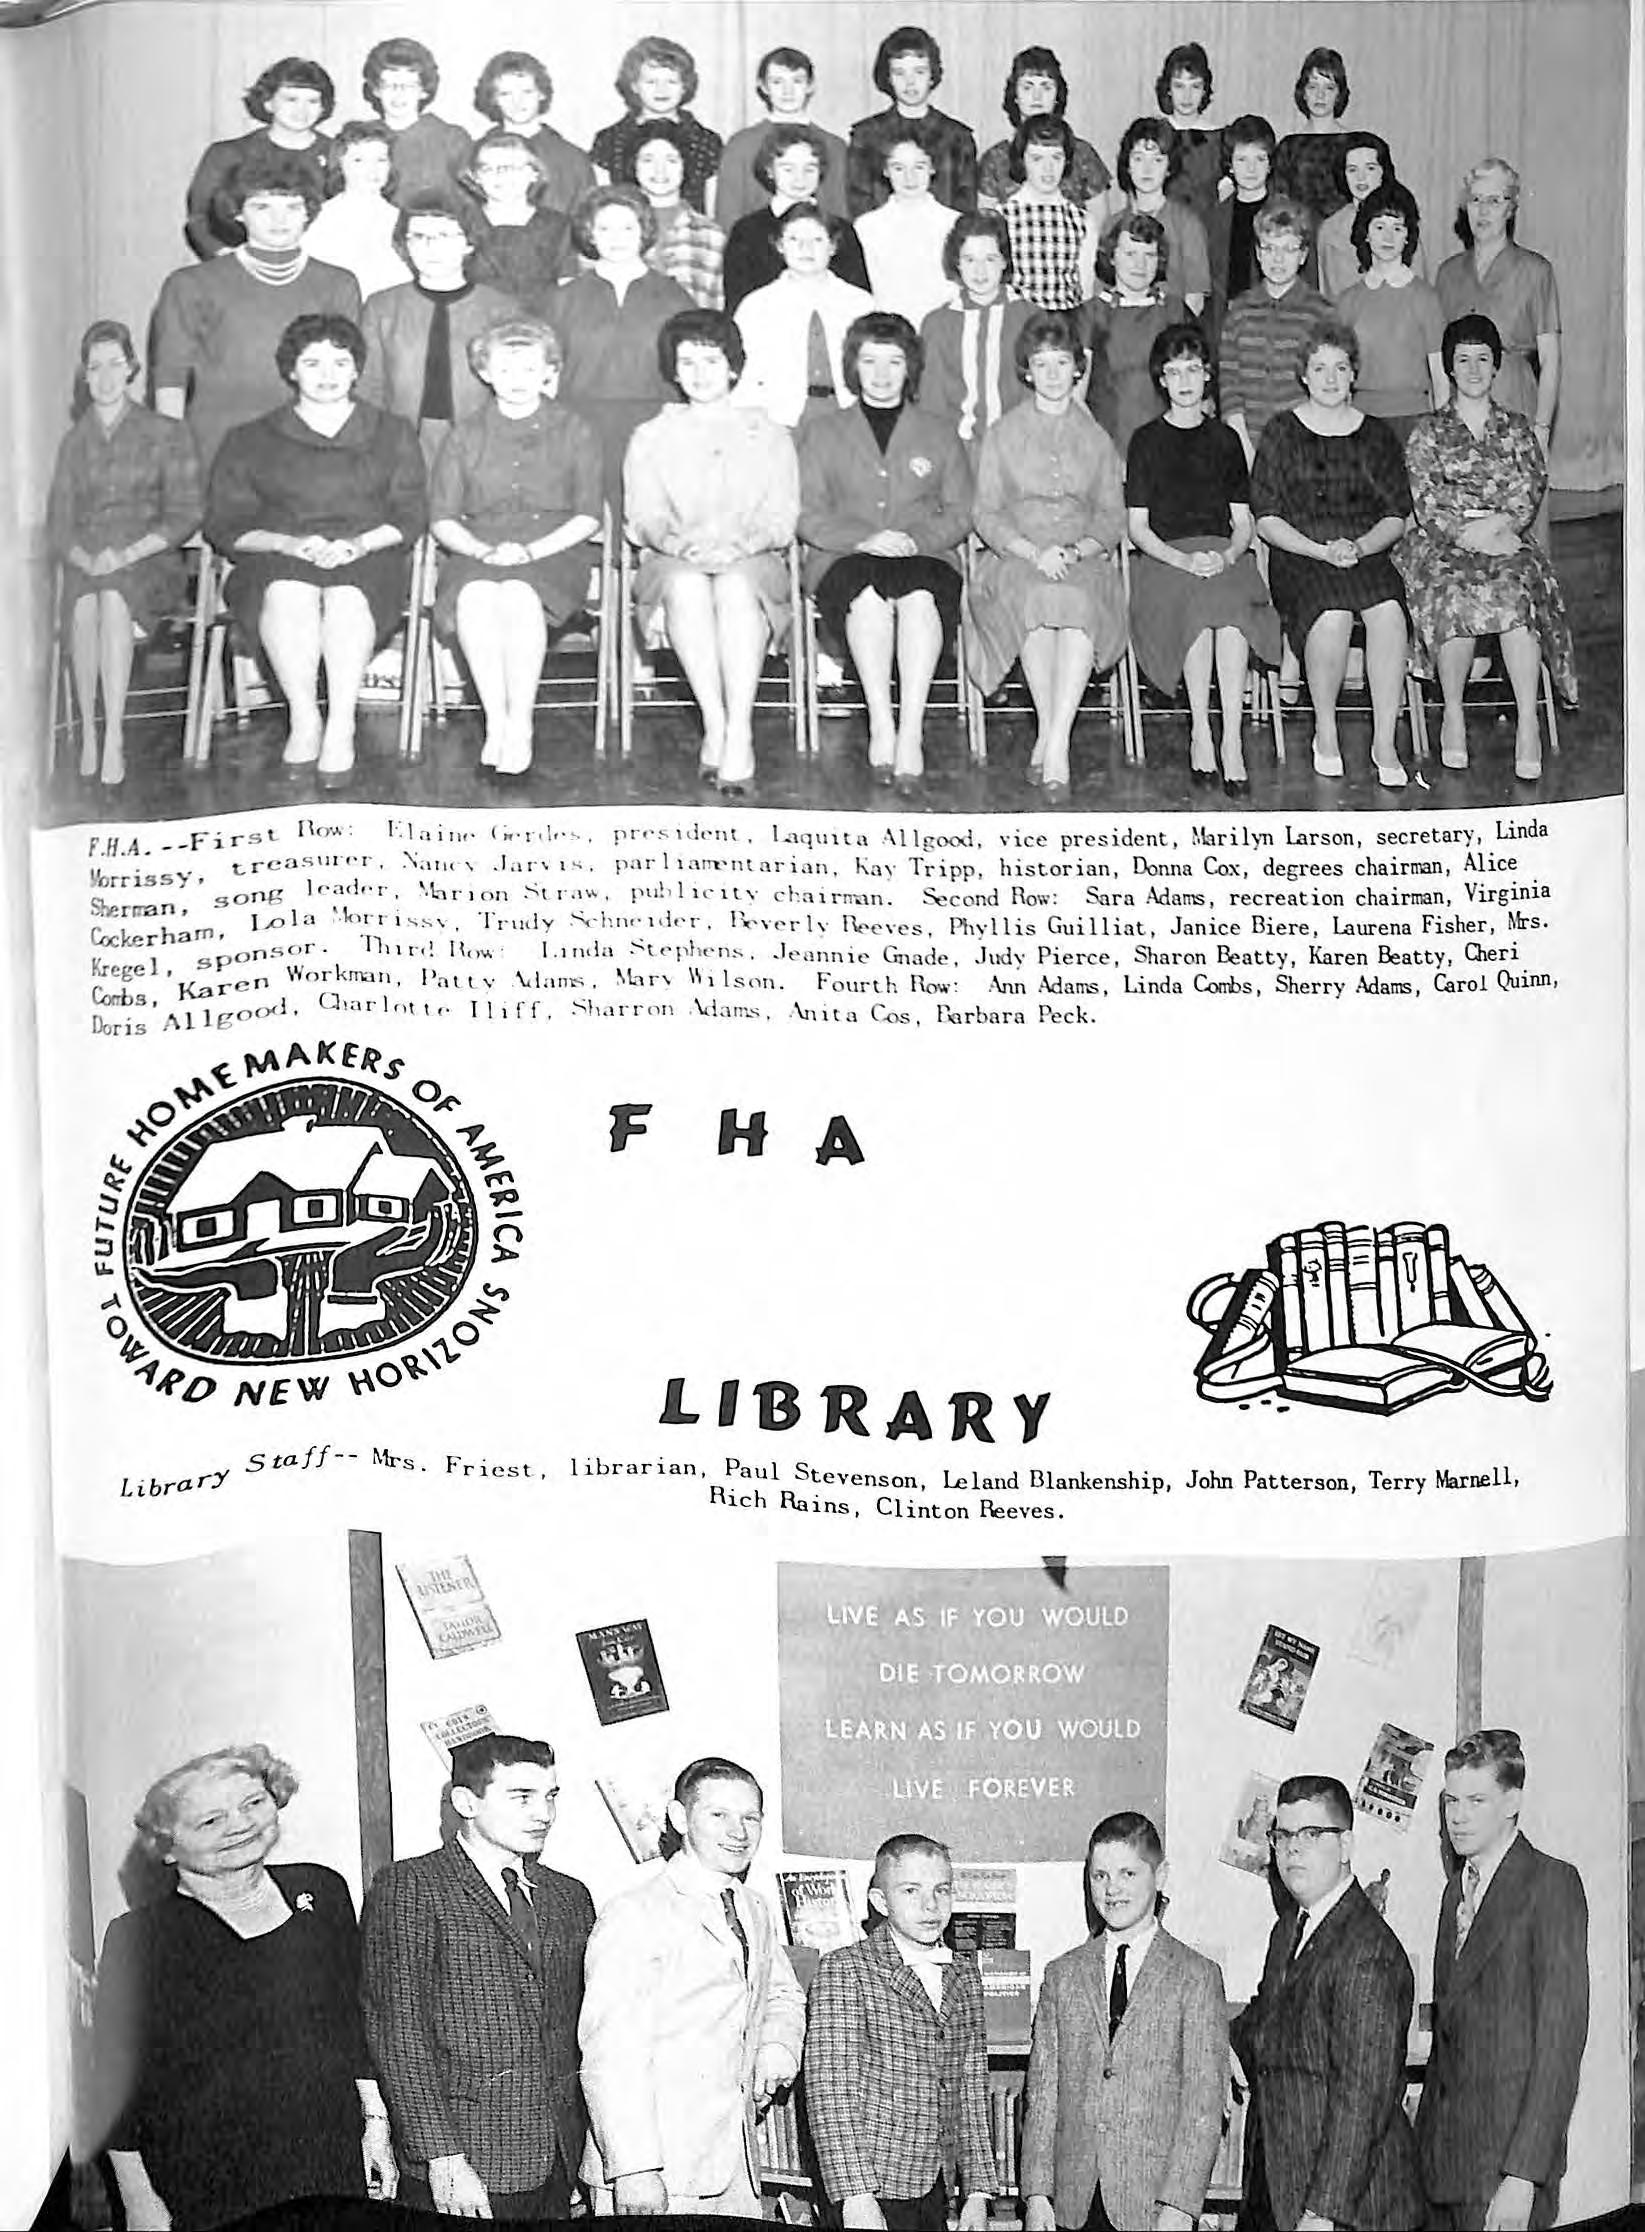 F.H.A. --First Row: Elaine Gerdes, president, Laquita Allgood, vice president, Marilyn Larson, secretary, Linda
Morrissy, treasurer, Nancy Jarvis, parliamentarian, Kay Tripp, historian, Donna Cox, degrees chairman, Alice
Sherman, song leader, Marion Straw, publicity chairman. Second Row: Sara Adams, recreation chairman, Virginia
Cockerham, Lola Morrissy, Trudy Schneider, Beverly Reeves, Phyllis Guilliat, Janice Biere, Laurena Fisher, Mrs.
Kregel, sponsor. Third Row: Linda Stephens, Jeannie Gnade, Judy Pierce, Sharon Beatty, Karen Beatty, Cheri
Combs, Karen Workman, Patty Adams, Mary Wilson. Fourth Row: Ann Adams, Linda Combs, Sherry Adams, Carol Quinn,
Doris Allgood, Charlotte Iliff, Sharron Adams, Anita Cos, Barbara Peck.
FUTURE HOMEMAKERS OF AMERICA
TOWARD NEW HORIZONS
F H A
LIBRARY
Library Staff-- Mrs. Friest, librarian, Paul Stevenson, Leland Blankenship, John Patterson, Terry Marnell,
Rich Rains, Clinton Reeves.
THE
LISTENER
TAYLOR
CALDWELL
COIN
COLLECTORS
HANDBOOK
LIVE AS IF YOU WOULD
DIE TOMORROW
LEARN AS IF YOU WOULD
LIVE FOREVER
of World
History
POLITICS